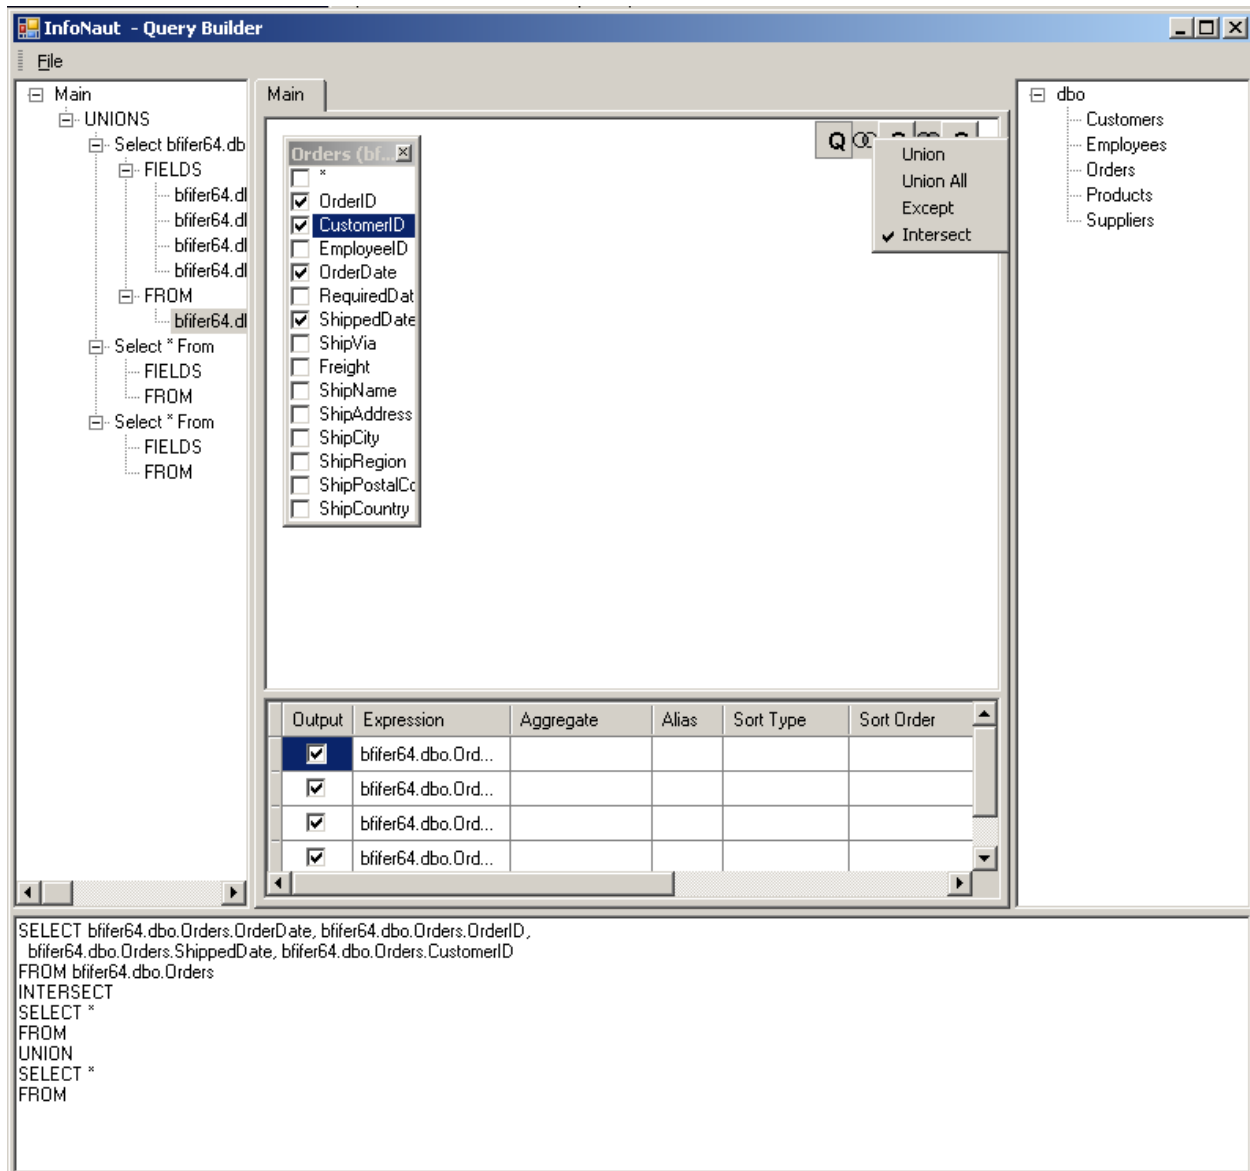 InfoNaut - Query Builder
File
Main
UNIONS
Select bfifer64.db
FIELDS
bfifer64.dl
bfifer64.dl
bfifer64.dl
bfifer64.dl
FROM
bfifer64.dl
Select * From
FIELDS
FROM
Select * From
FIELDS
FROM
Main
Orders (bf...
*
OrderID
CustomerID
EmployeeID
OrderDate
RequiredDat
ShippedDate
ShipVia
Freight
ShipName
ShipAddress
ShipCity
ShipRegion
ShipPostalCo
ShipCountry
Q
Union
Union All
Except
Intersect
Output Expression Aggregate Alias Sort Type Sort Order
bfifer64.dbo.Ord...
bfifer64.dbo.Ord...
bfifer64.dbo.Ord...
bfifer64.dbo.Ord...
dbo
Customers
Employees
Orders
Products
Suppliers
SELECT bfifer64.dbo.Orders.OrderDate, bfifer64.dbo.Orders.OrderID,
bfifer64.dbo.Orders.ShippedDate, bfifer64.dbo.Orders.CustomerID
FROM bfifer64.dbo.Orders
INTERSECT
SELECT *
FROM
UNION
SELECT *
FROM